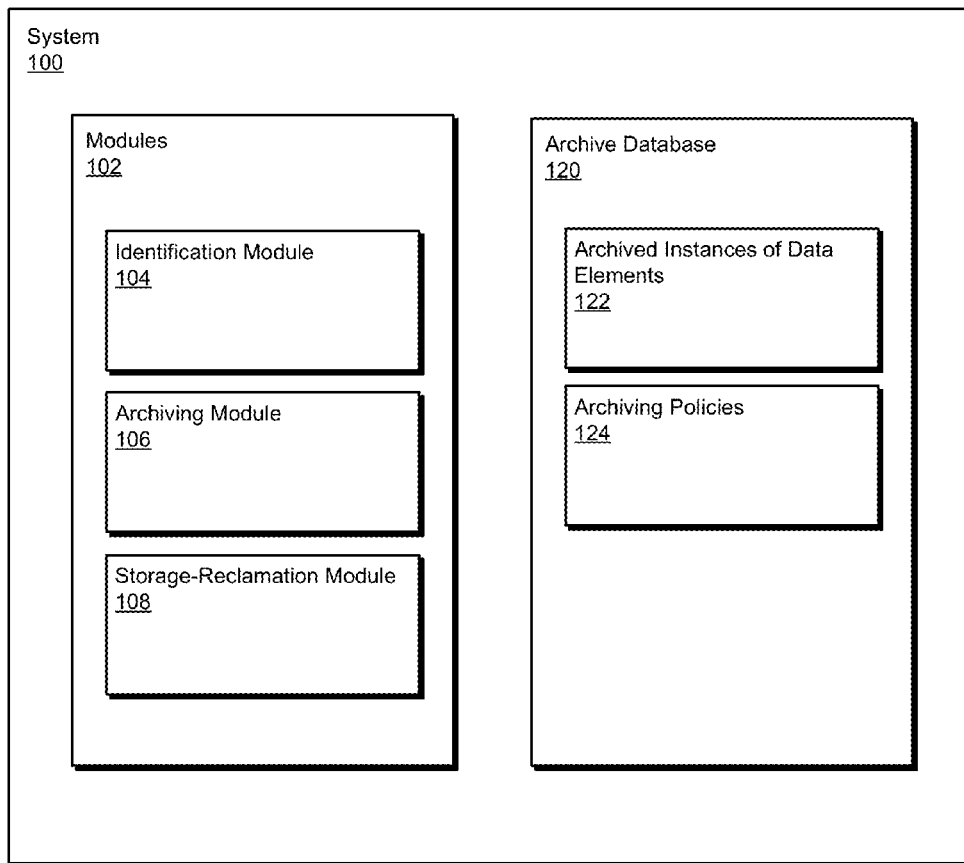 System
100
Modules
102
Identification Module
104
Archiving Module
106
Storage-Reclamation Module
108
Archive Database
120
Archived Instances of Data
Elements
122
Archiving Policies
124